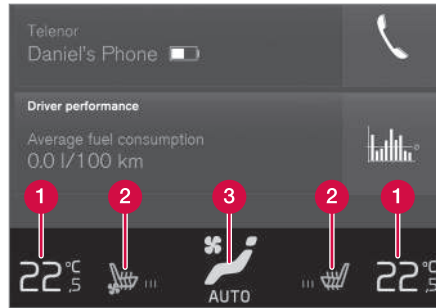 Telenor
Daniel's Phone
Driver performance
Average fuel consumption
0.0 l/100 km
1 2 3 2 1
22 °C ,5 22 °C ,5
AUTO